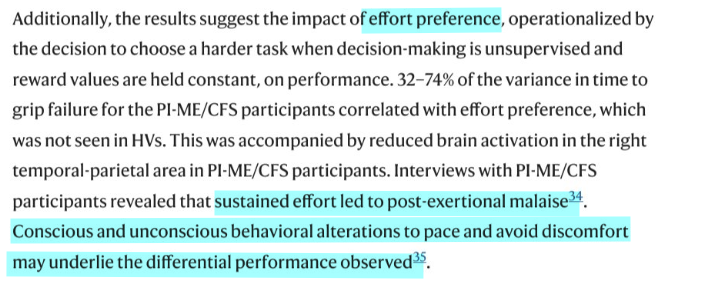 Additionally, the results suggest the impact of effort preference, operationalized by
the decision to choose a harder task when decision-making is unsupervised and
reward values are held constant, on performance. 32–74% of the variance in time to
grip failure for the PI-ME/CFS participants correlated with effort preference, which
was not seen in HVs. This was accompanied by reduced brain activation in the right
temporal-parietal area in PI-ME/CFS participants. Interviews with PI-ME/CFS
participants revealed that sustained effort led to post-exertional malaise34.
Conscious and unconscious behavioral alterations to pace and avoid discomfort
may underlie the differential performance observed35.